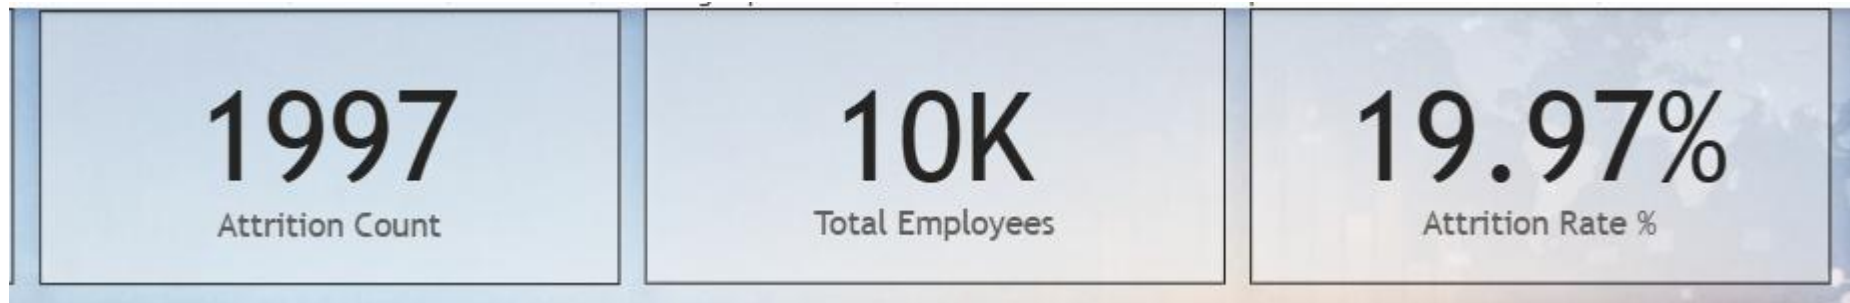 1997
Attrition Count
10K
Total Employees
19.97%
Attrition Rate %